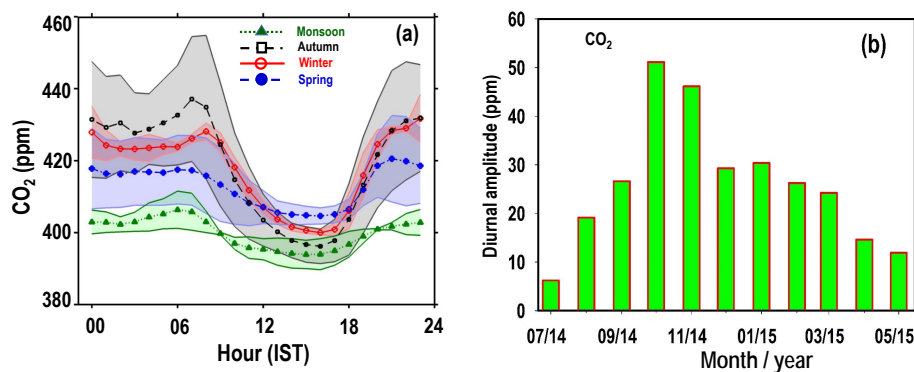 460
440
420
400
380
CO2 (ppm)
00 06 12 18 24
Hour (IST)
(a)
Monsoon
Autumn
Winter
Spring
60
50
40
30
20
10
0
Diurnal amplitude (ppm)
CO2
(b)
07/14 09/14 11/14 01/15 03/15 05/15
Month / year